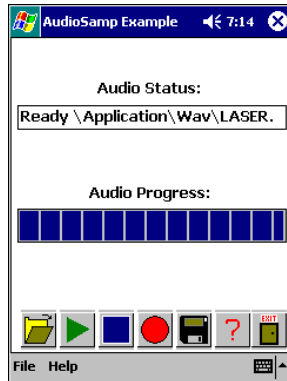 AudioSamp Example 7:14
Audio Status:
Ready \Application\Wav\LASER.
Audio Progress:
? EXIT
File Help